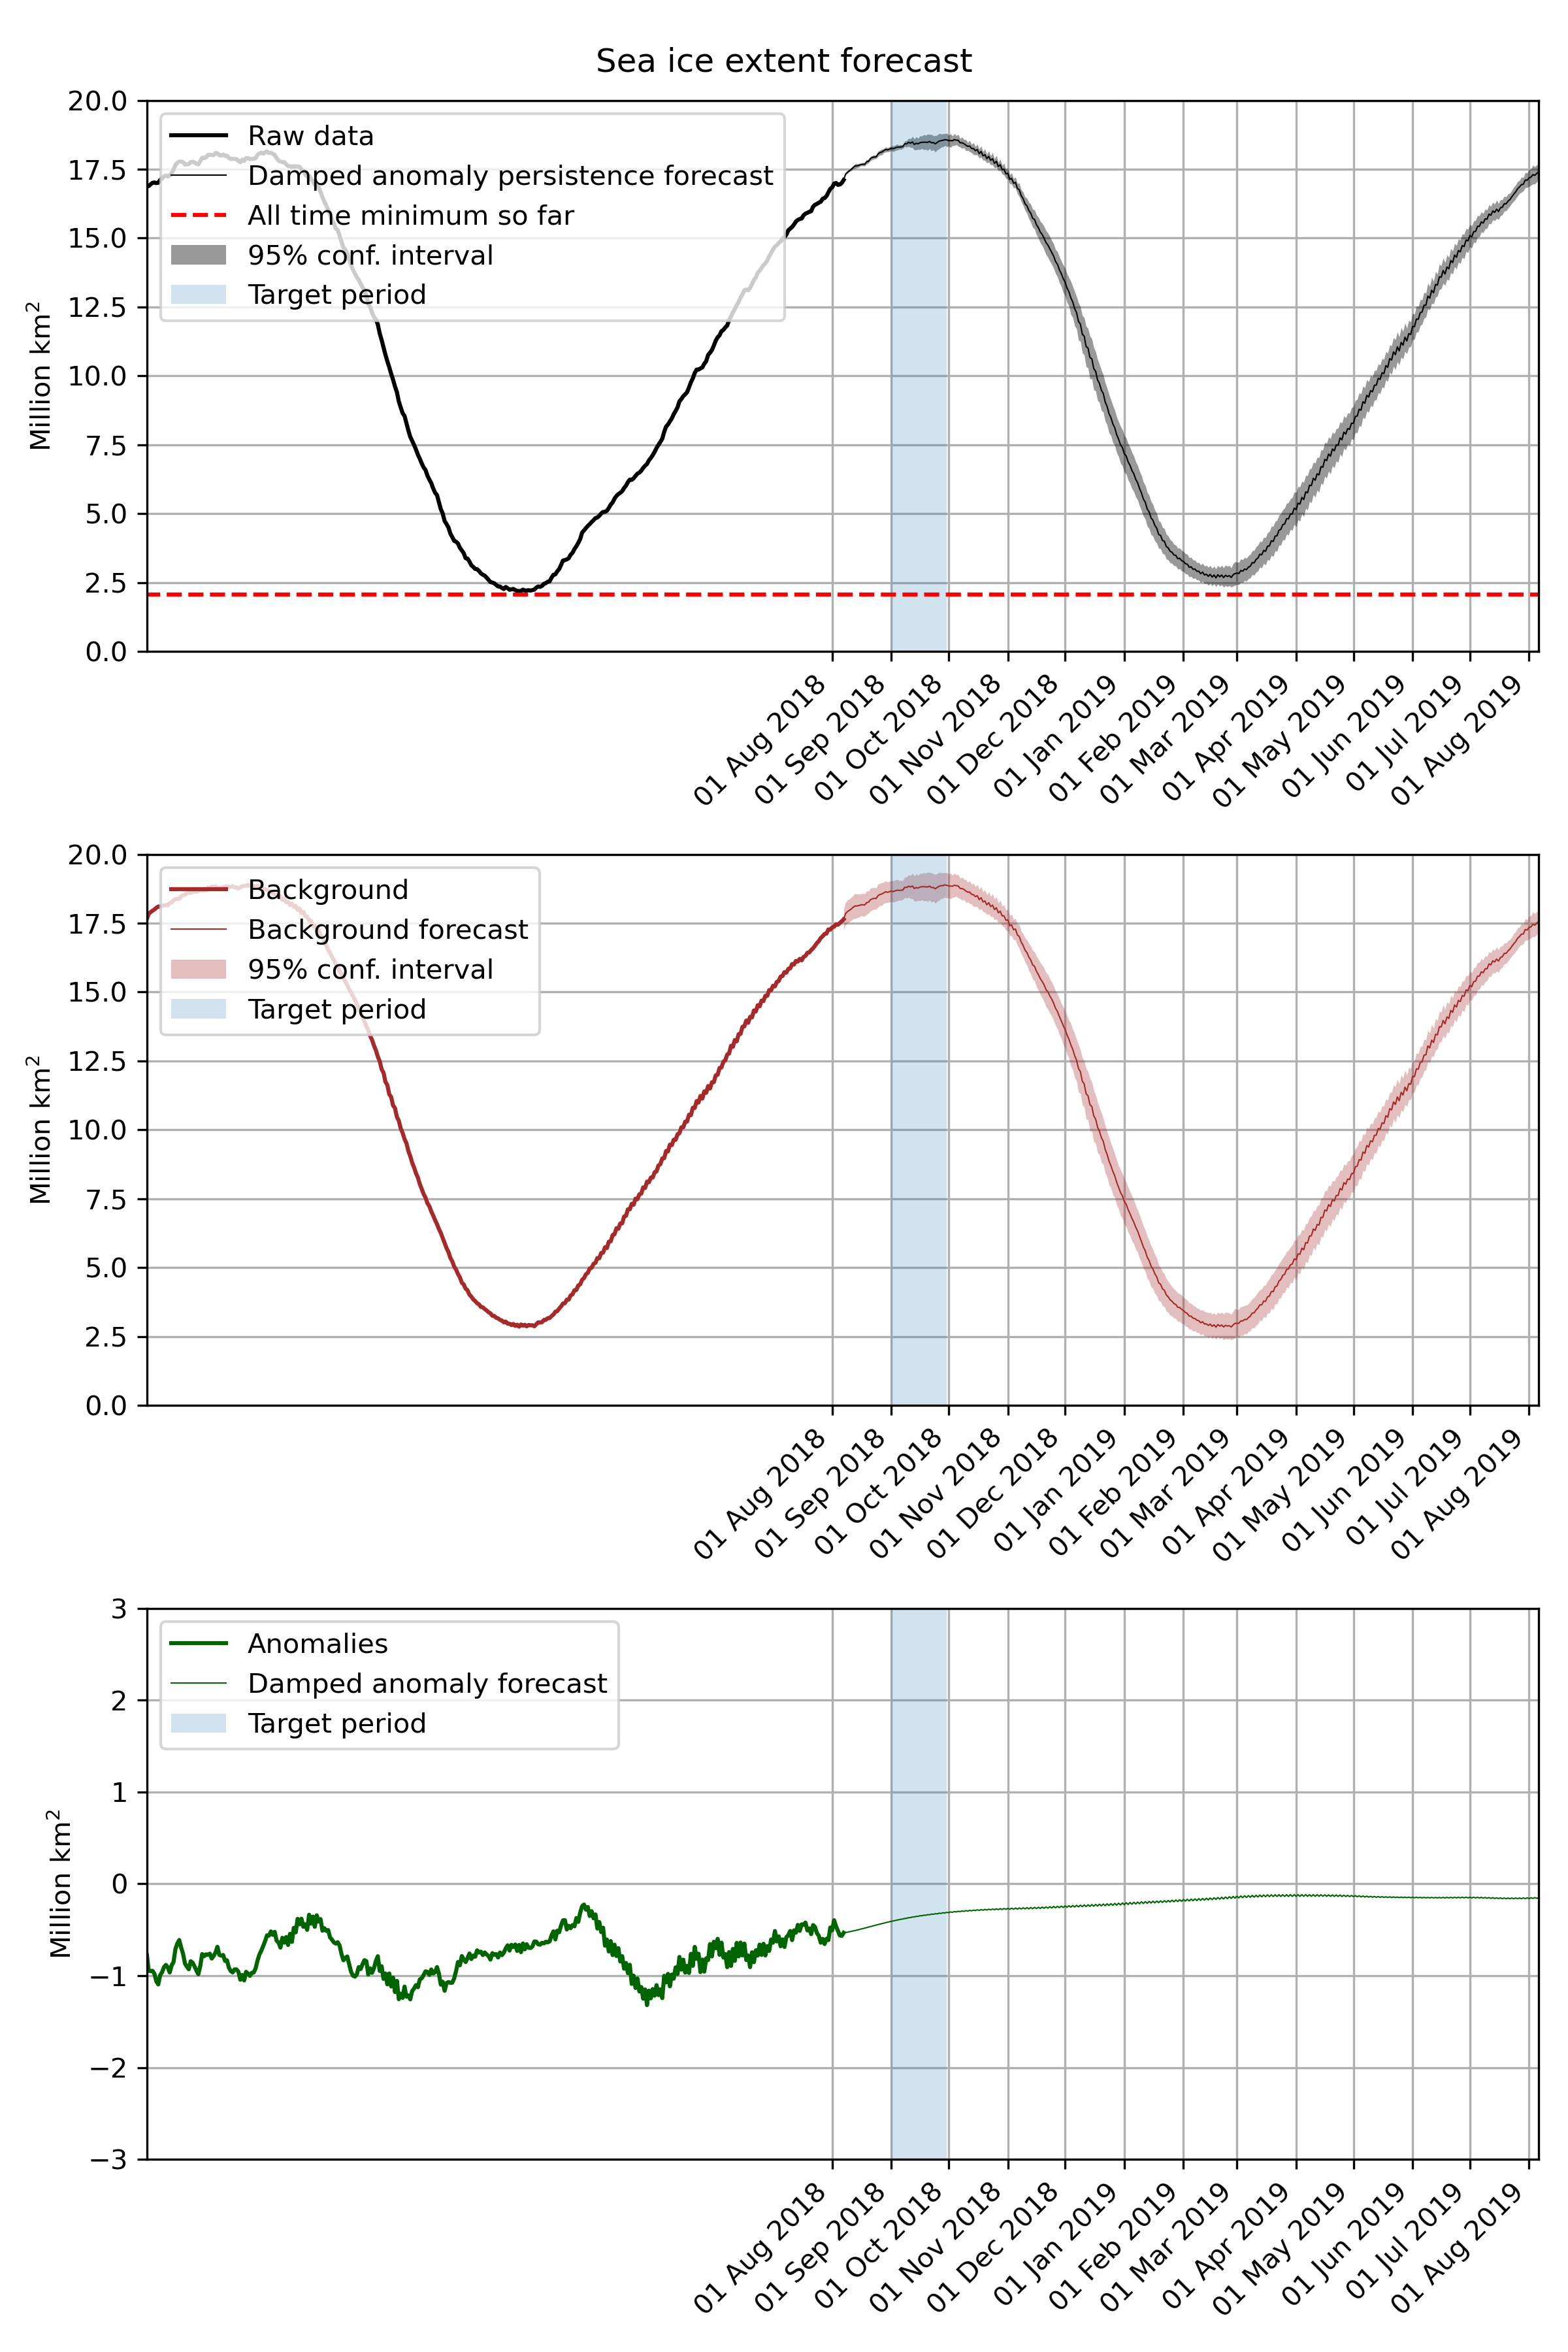 Sea ice extent forecast
20.0
17.5
15.0
12.5
10.0
7.5
5.0
2.5
0.0
Million km²
Raw data
Damped anomaly persistence forecast
All time minimum so far
95% conf. interval
Target period
01 Aug 2018
01 Sep 2018
01 Oct 2018
01 Nov 2018
01 Dec 2018
01 Jan 2019
01 Feb 2019
01 Mar 2019
01 Apr 2019
01 May 2019
01 Jun 2019
01 Jul 2019
01 Aug 2019
20.0
17.5
15.0
12.5
10.0
7.5
5.0
2.5
0.0
Million km²
Background
Background forecast
95% conf. interval
Target period
01 Aug 2018
01 Sep 2018
01 Oct 2018
01 Nov 2018
01 Dec 2018
01 Jan 2019
01 Feb 2019
01 Mar 2019
01 Apr 2019
01 May 2019
01 Jun 2019
01 Jul 2019
01 Aug 2019
3
2
1
0
−1
−2
−3
Million km²
Anomalies
Damped anomaly forecast
Target period
01 Aug 2018
01 Sep 2018
01 Oct 2018
01 Nov 2018
01 Dec 2018
01 Jan 2019
01 Feb 2019
01 Mar 2019
01 Apr 2019
01 May 2019
01 Jun 2019
01 Jul 2019
01 Aug 2019